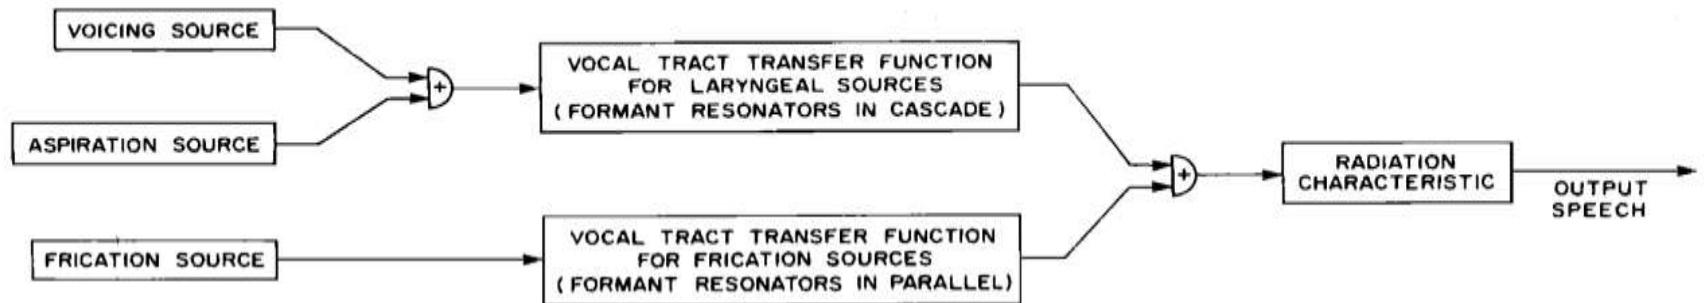 VOICING SOURCE
ASPIRATION SOURCE
+
VOCAL TRACT TRANSFER FUNCTION
FOR LARYNGEAL SOURCES
(FORMANT RESONATORS IN CASCADE)
FRICATION SOURCE
VOCAL TRACT TRANSFER FUNCTION
FOR FRICATION SOURCES
(FORMANT RESONATORS IN PARALLEL)
+
RADIATION
CHARACTERISTIC
OUTPUT
SPEECH